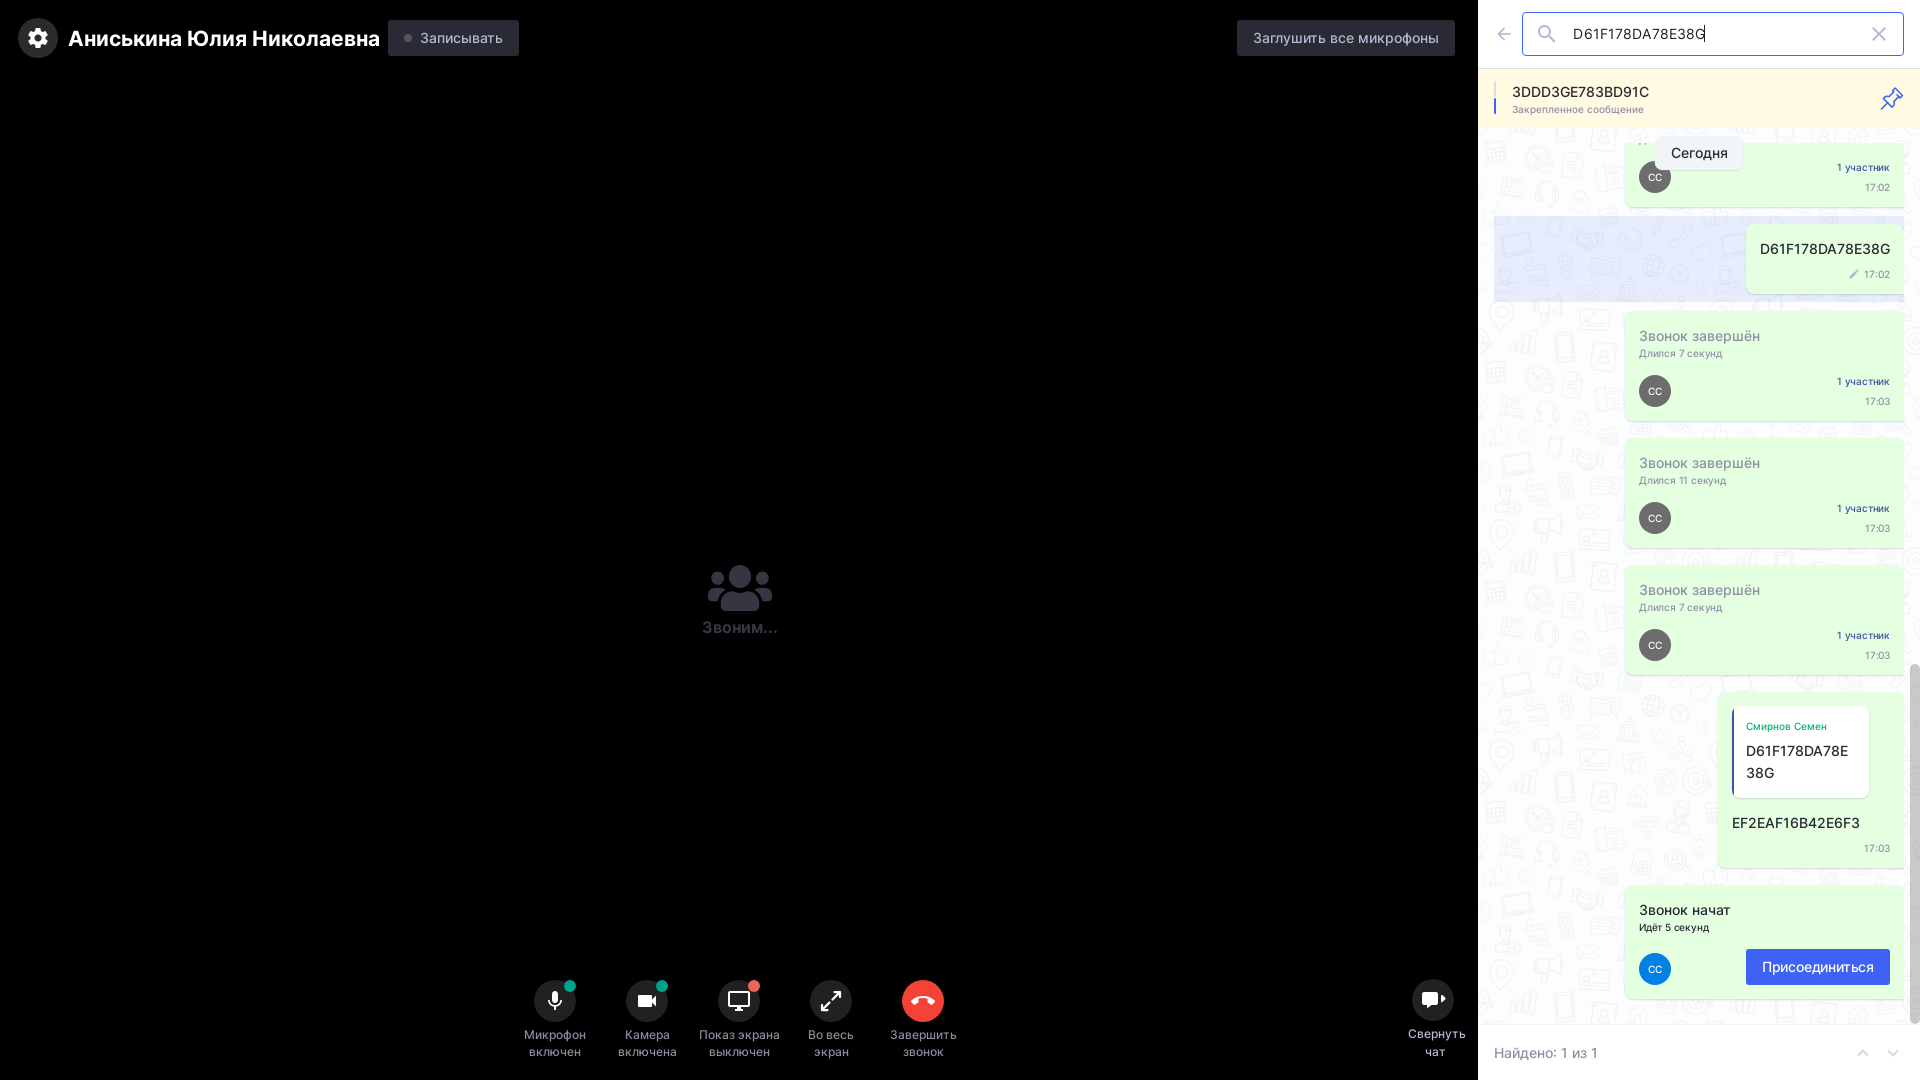 Аниськина Юлия Николаевна
Записывать
Заглушить все микрофоны
D61F178DA78E38G
3DDD3GE783BD91C
Закрепленное сообщение
Сегодня
СС
1 участник
17:02
D61F178DA78E38G
17:02
Звонок завершён
Длился 7 секунд
СС
1 участник
17:03
Звонок завершён
Длился 11 секунд
СС
1 участник
17:03
Звонок завершён
Длился 7 секунд
СС
1 участник
17:03
Смирнов Семен
D61F178DA78E
38G
EF2EAF16B42E6F3
17:03
Звонок начат
Идёт 5 секунд
СС
Присоединиться
Найдено: 1 из 1
Звоним...
Микрофон
включен
Камера
включена
Показ экрана
выключен
Во весь
экран
Завершить
звонок
Свернуть
чат